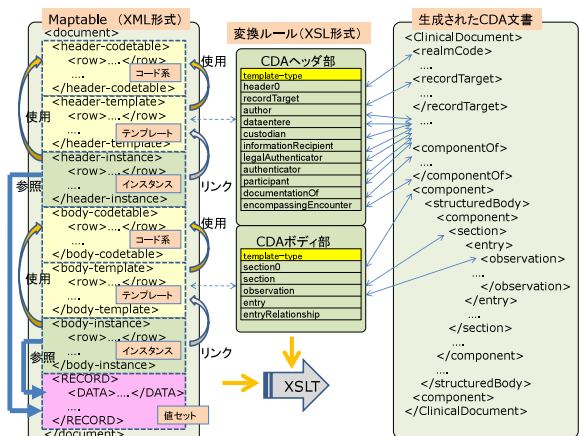 Maptable （XML形式）
<document>
<header-codetable>
<row>....</row>
....
コード系
</header-codetable>
使用
<header-template>
<row>....</row>
....
テンプレート
</header-template>
使用
<header-instance>
<row>....</row>
....
インスタンス
</header-instance>
参照
リンク
<body-codetable>
<row>....</row>
....
コード系
</body-codetable>
使用
<body-template>
<row>....</row>
....
テンプレート
</body-template>
使用
<body-instance>
<row>....</row>
....
インスタンス
</body-instance>
参照
リンク
<RECORD>
<DATA>....</DATA>
....
</RECORD>
値セット
</document>
変換ルール（XSL形式）
CDAヘッダ部
template-type
header0
recordTarget
author
dataentere
custodian
informationRecipient
legalAuthenticator
authenticator
participant
documentationOf
encompassingEncounter
CDAボディ部
template-type
section0
section
observation
entry
entryRelationship
XSLT
生成されたCDA文書
<ClinicalDocument>
<realmCode>
....
<recordTarget>
....
</recordTarget>
....
<componentOf>
....
</componentOf>
<component>
<structuredBody>
<component>
<section>
<entry>
<observation>
....
</observation>
</entry>
....
</section>
....
</component>
....
</structuredBody>
<component>
</ClinicalDocument>